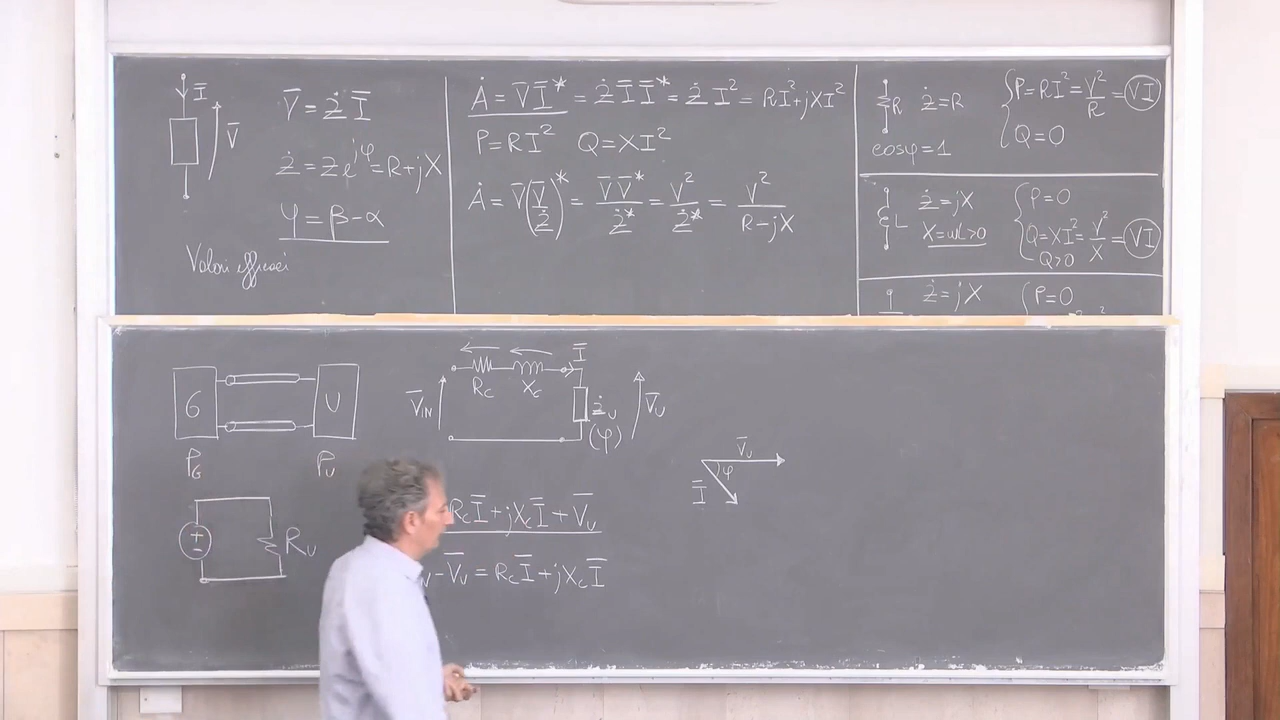 Ī
V̄
V̄ = Ż Ī
Ż = Z e^{jφ} = R + jX
φ = β - α
Valori efficaci
Ȧ = V̄ Ī* = Ż Ī Ī* = Ż I² = RI² + jXI²
P = RI² Q = XI²
Ȧ = V̄ (V̄/Ż)* = V̄ V̄*/Ż* = V²/Ż* = V²/(R - jX)
R Ż = R
cosφ = 1
P = RI² = V²/R = VI
Q = 0
L Ż = jX
X = ωL > 0
P = 0
Q = XI² = V²/X = VI
Q > 0
Ż = jX
P = 0
G U
P_G P_U
+
-
R_U
V̄_IN
R_C X_C Ī
Ż_U
(φ)
V̄_U
R_C Ī + jX_C Ī + V̄_U
- V̄_U = R_C Ī + jX_C Ī
V̄_U
φ
Ī